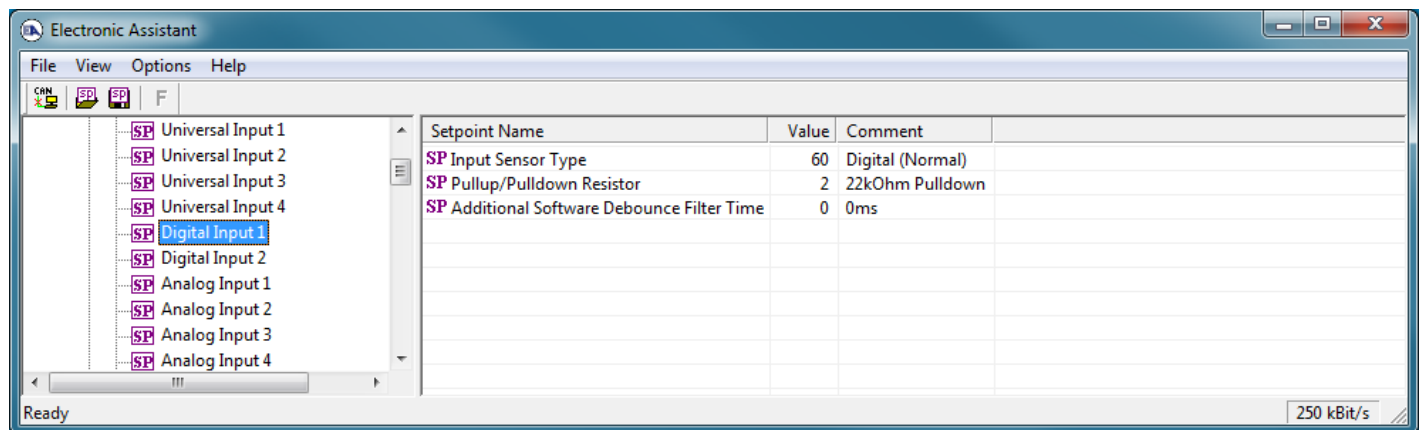 Electronic Assistant
File View Options Help
CAN SP SP F
SP Universal Input 1
SP Universal Input 2
SP Universal Input 3
SP Universal Input 4
SP Digital Input 1
SP Digital Input 2
SP Analog Input 1
SP Analog Input 2
SP Analog Input 3
SP Analog Input 4
Setpoint Name Value Comment
SP Input Sensor Type 60 Digital (Normal)
SP Pullup/Pulldown Resistor 2 22kOhm Pulldown
SP Additional Software Debounce Filter Time 0 0ms
Ready 250 kBit/s